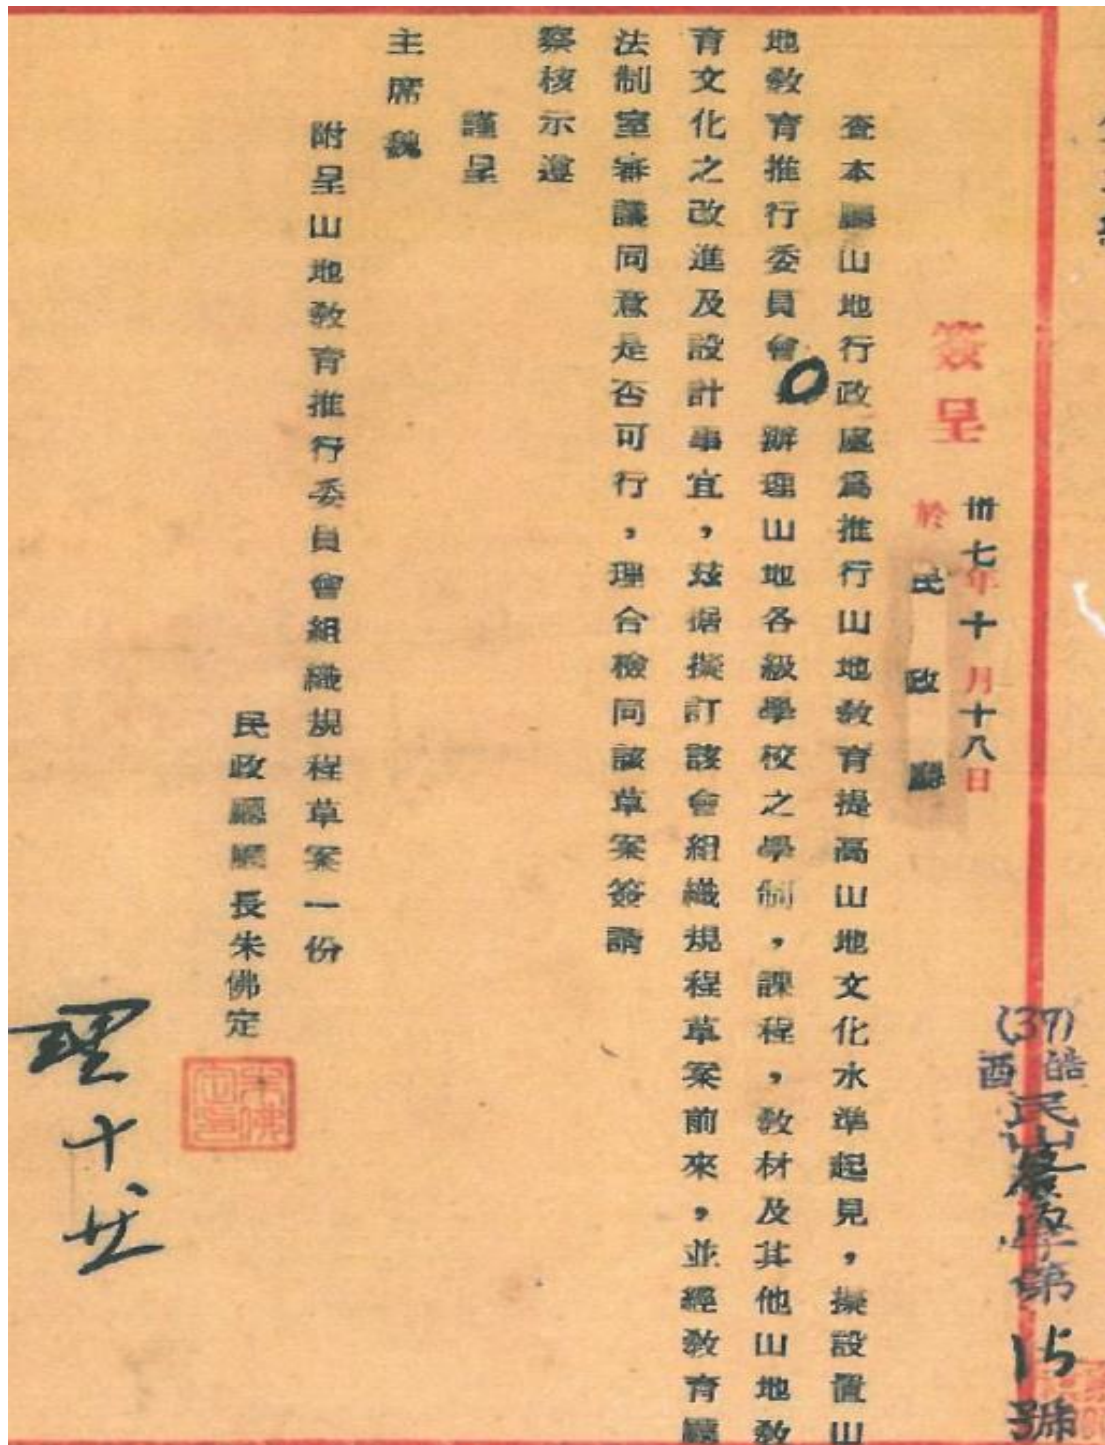 (37)
酉皓
民山
學第
15
號
簽呈
卅七年十月十八日
於民政廳
查本廳山地行政處為推行山地教育提高山地文化水準起見，擬設置山
地教育推行委員會 辦理山地各級學校之學制，課程，教材及其他山地教
育文化之改進及設計事宜，茲据擬訂該會組織規程草案前來，並經教育廳
法制室審議同意是否可行，理合檢同該草案簽請
察核示遵
謹呈
主席魏
附呈山地教育推行委員會組織規程草案一份
民政廳廳長朱佛定